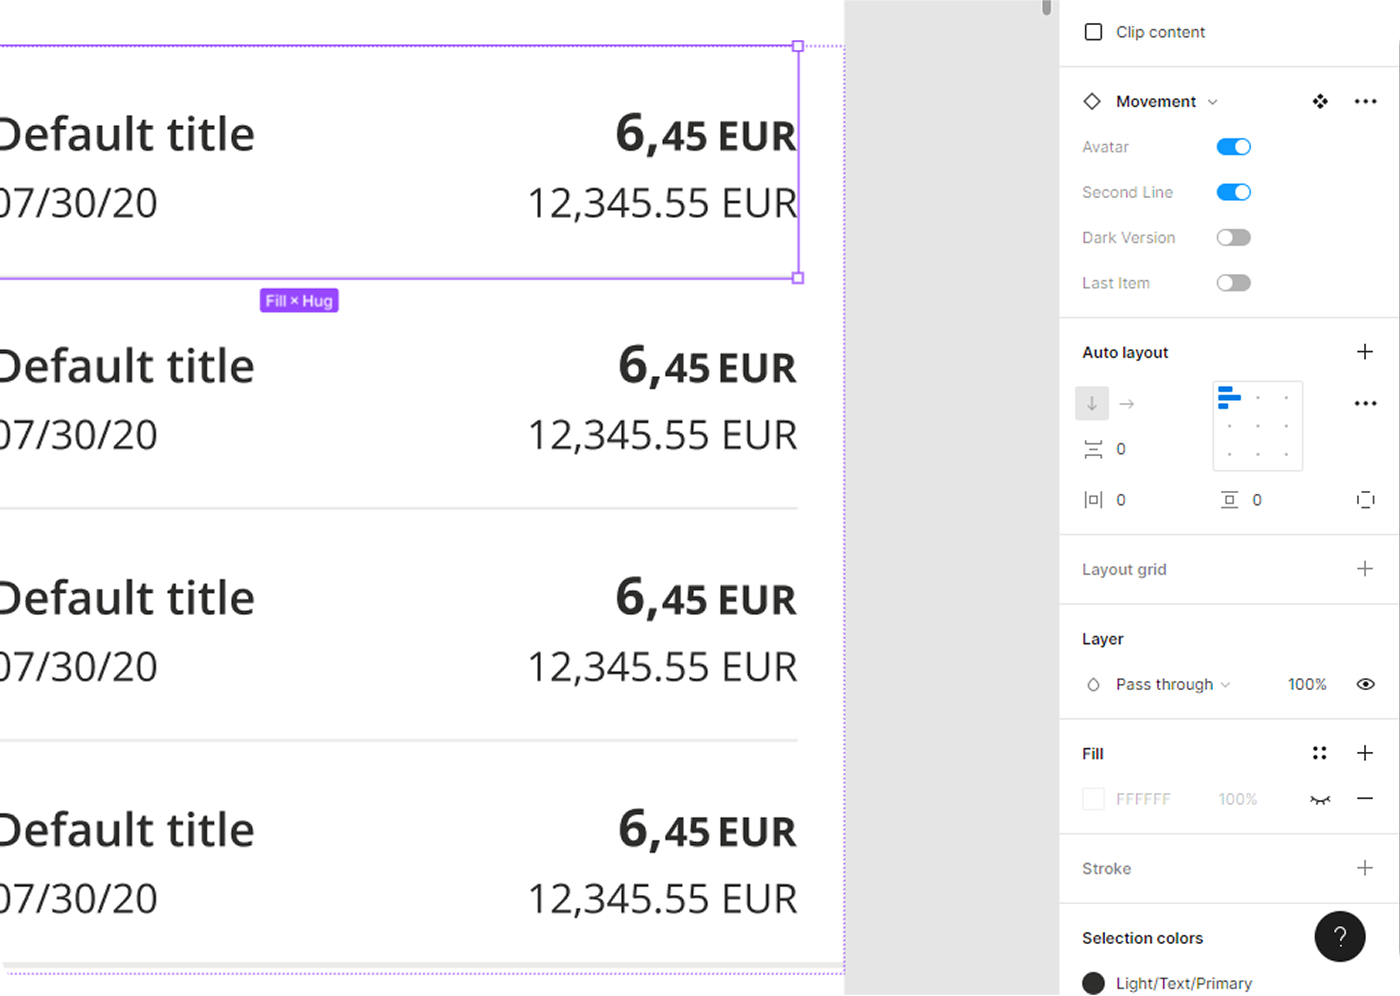 Default title
6,45 EUR
07/30/20
12,345.55 EUR
Fill × Hug
Default title
6,45 EUR
07/30/20
12,345.55 EUR
Default title
6,45 EUR
07/30/20
12,345.55 EUR
Default title
6,45 EUR
07/30/20
12,345.55 EUR
Clip content
Movement
Avatar
Second Line
Dark Version
Last Item
Auto layout
0
0
0
Layout grid
Layer
Pass through
100%
Fill
FFFFFF
100%
Stroke
Selection colors
?
Light/Text/Primary